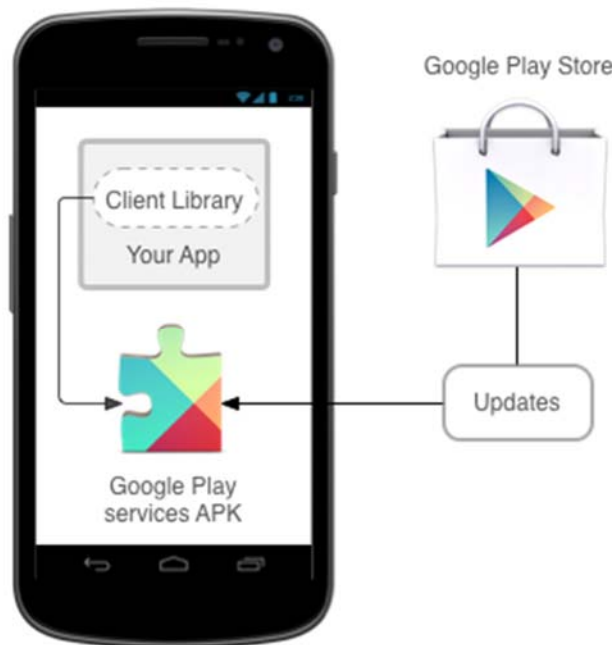 Google Play Store
Client Library
Your App
Updates
Google Play
services APK